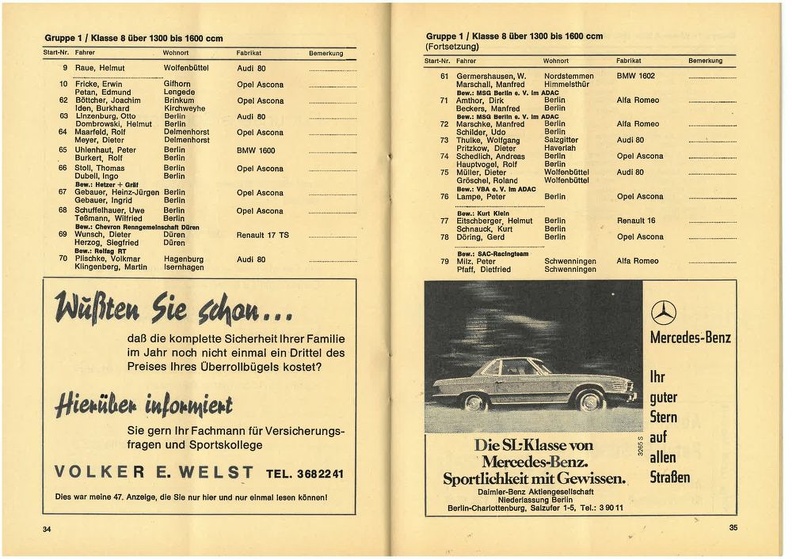 Gruppe 1 / Klasse 8 über 1300 bis 1600 ccm
Start-Nr. Fahrer Wohnort Fabrikat Bemerkung
9 Raue, Helmut Wolfenbüttel Audi 80
10 Fricke, Erwin Gifhorn Opel Ascona
Petan, Edmund Lengede
62 Böttcher, Joachim Brinkum Opel Ascona
Iden, Burkhard Kirchweyhe
63 Linzenburg, Otto Berlin Audi 80
Dombrowski, Helmut Berlin
64 Maarfeld, Rolf Delmenhorst Opel Ascona
Meyer, Dieter Delmenhorst
65 Uhlenhaut, Peter Berlin BMW 1600
Burkert, Rolf Berlin
66 Stoll, Thomas Berlin Opel Ascona
Dubell, Ingo Berlin
Bew.: Hetzer + Gräf
67 Gebauer, Heinz-Jürgen Berlin Opel Ascona
Gebauer, Ingrid Berlin
68 Schuffelhauer, Uwe Berlin Opel Ascona
Teßmann, Wilfried Berlin
Bew.: Chevron Renngemeinschaft Düren
69 Wunsch, Dieter Düren Renault 17 TS
Herzog, Siegfried Düren
Bew.: Reifag RT
70 Plischke, Volkmar Hagenburg Audi 80
Klingenberg, Martin Isernhagen
Wußten Sie schon...
daß die komplette Sicherheit Ihrer Familie
im Jahr noch nicht einmal ein Drittel des
Preises Ihres Überrollbügels kostet?
Hierüber informiert
Sie gern Ihr Fachmann für Versicherungs-
fragen und Sportskollege
VOLKER E. WELST TEL. 3682241
Dies war meine 47. Anzeige, die Sie nur hier und nur einmal lesen können!
34
Gruppe 1 / Klasse 8 über 1300 bis 1600 ccm
(Fortsetzung)
Start-Nr. Fahrer Wohnort Fabrikat Bemerkung
61 Germershausen, W. Nordstemmen BMW 1602
Marschall, Manfred Himmelsthür
Bew.: MSG Berlin e. V. im ADAC
71 Amthor, Dirk Berlin Alfa Romeo
Beckers, Manfred Berlin
Bew.: MSG Berlin e. V. im ADAC
72 Marschke, Manfred Berlin Alfa Romeo
Schilder, Udo Berlin
73 Thulke, Wolfgang Salzgitter Audi 80
Pritzkow, Dieter Haverlah
74 Schedlich, Andreas Berlin Opel Ascona
Hauptvogel, Rolf Berlin
75 Müller, Dieter Wolfenbüttel Audi 80
Gröschel, Roland Wolfenbüttel
Bew.: VBA e. V. im ADAC
76 Lampe, Peter Berlin Opel Ascona
Bew.: Kurt Klein
77 Eitschberger, Helmut Berlin Renault 16
Schnauck, Kurt Berlin
78 Döring, Gerd Berlin Opel Ascona
Bew.: SAC-Racingteam
79 Milz, Peter Schwenningen Alfa Romeo
Pfaff, Dietfried Schwenningen
Mercedes-Benz
Ihr
guter
Stern
auf
allen
Straßen
3265 S
Die SL-Klasse von
Mercedes-Benz.
Sportlichkeit mit Gewissen.
Daimler-Benz Aktiengesellschaft
Niederlassung Berlin
Berlin-Charlottenburg, Salzufer 1-5, Tel.: 3 90 11
35